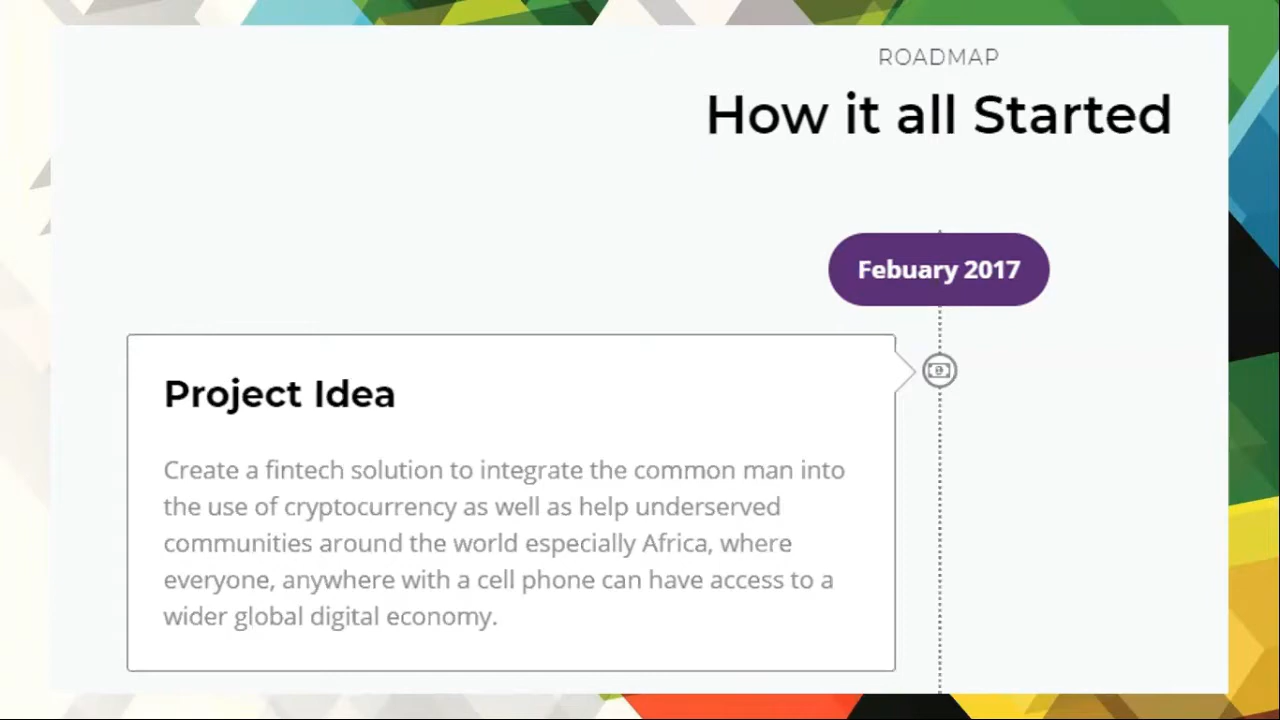 ROADMAP
How it all Started
Febuary 2017
Project Idea
Create a fintech solution to integrate the common man into
the use of cryptocurrency as well as help underserved
communities around the world especially Africa, where
everyone, anywhere with a cell phone can have access to a
wider global digital economy.